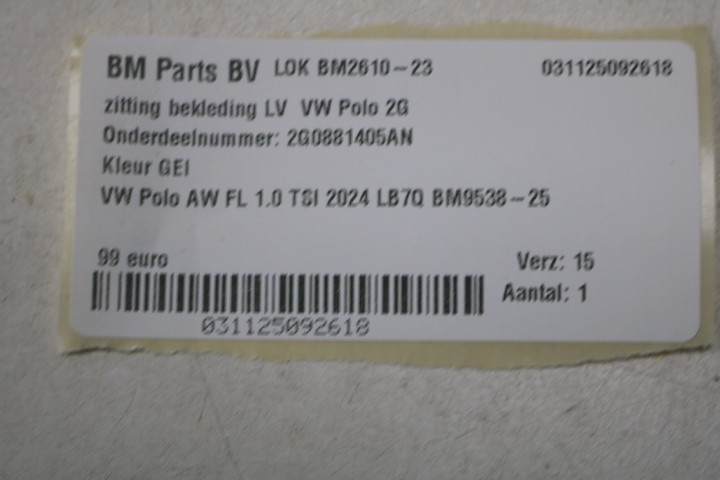 BM Parts BV LOK BM2610-23 031125092618
zitting bekleding LV VW Polo 2G
Onderdeelnummer: 2G0881405AN
Kleur GEI
VW Polo AW FL 1.0 TSI 2024 LB7Q BM9538-25
99 euro Verz: 15
Aantal: 1
031125092618